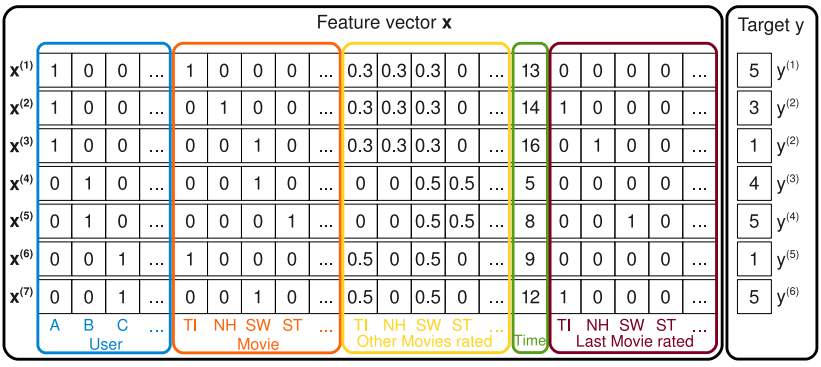 Feature vector x Target y
x(1) 1 0 0 ... 1 0 0 0 ... 0.3 0.3 0.3 0 ... 13 0 0 0 0 ... 5 y(1)
x(2) 1 0 0 ... 0 1 0 0 ... 0.3 0.3 0.3 0 ... 14 1 0 0 0 ... 3 y(2)
x(3) 1 0 0 ... 0 0 1 0 ... 0.3 0.3 0.3 0 ... 16 0 1 0 0 ... 1 y(2)
x(4) 0 1 0 ... 0 0 1 0 ... 0 0 0.5 0.5 ... 5 0 0 0 0 ... 4 y(3)
x(5) 0 1 0 ... 0 0 0 1 ... 0 0 0.5 0.5 ... 8 0 0 1 0 ... 5 y(4)
x(6) 0 0 1 ... 1 0 0 0 ... 0.5 0 0.5 0 ... 9 0 0 0 0 ... 1 y(5)
x(7) 0 0 1 ... 0 0 1 0 ... 0.5 0 0.5 0 ... 12 1 0 0 0 ... 5 y(6)
A B C ... TI NH SW ST ... TI NH SW ST ... TI NH SW ST ...
User Movie Other Movies rated Time Last Movie rated